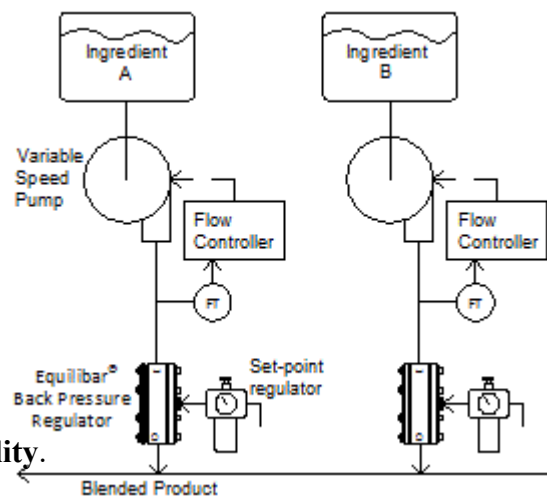 Ingredient
A
Ingredient
B
Variable
Speed
Pump
Flow
Controller
Flow
Controller
FT
FT
Equilibar®
Back Pressure
Regulator
Set-point
regulator
I
O
I
O
lity.
Blended Product